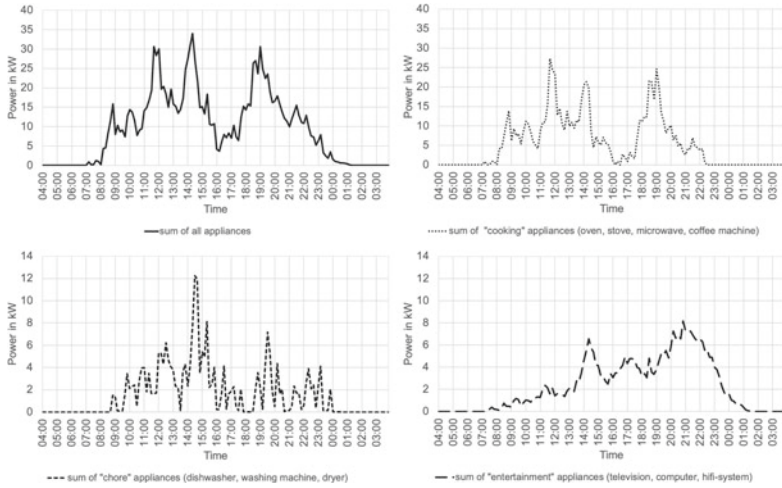 40
35
30
25
20
15
10
5
0
Power in kW
04:00 05:00 06:00 07:00 08:00 09:00 10:00 11:00 12:00 13:00 14:00 15:00 16:00 17:00 18:00 19:00 20:00 21:00 22:00 23:00 00:00 01:00 02:00 03:00
Time
sum of all appliances
40
35
30
25
20
15
10
5
0
Power in kW
04:00 05:00 06:00 07:00 08:00 09:00 10:00 11:00 12:00 13:00 14:00 15:00 16:00 17:00 18:00 19:00 20:00 21:00 22:00 23:00 00:00 01:00 02:00 03:00
Time
sum of "cooking" appliances (oven, stove, microwave, coffee machine)
14
12
10
8
6
4
2
0
Power in kW
04:00 05:00 06:00 07:00 08:00 09:00 10:00 11:00 12:00 13:00 14:00 15:00 16:00 17:00 18:00 19:00 20:00 21:00 22:00 23:00 00:00 01:00 02:00 03:00
Time
sum of "chore" appliances (dishwasher, washing machine, dryer)
14
12
10
8
6
4
2
0
Power in kW
04:00 05:00 06:00 07:00 08:00 09:00 10:00 11:00 12:00 13:00 14:00 15:00 16:00 17:00 18:00 19:00 20:00 21:00 22:00 23:00 00:00 01:00 02:00 03:00
Time
sum of "entertainment" appliances (television, computer, hifi-system)